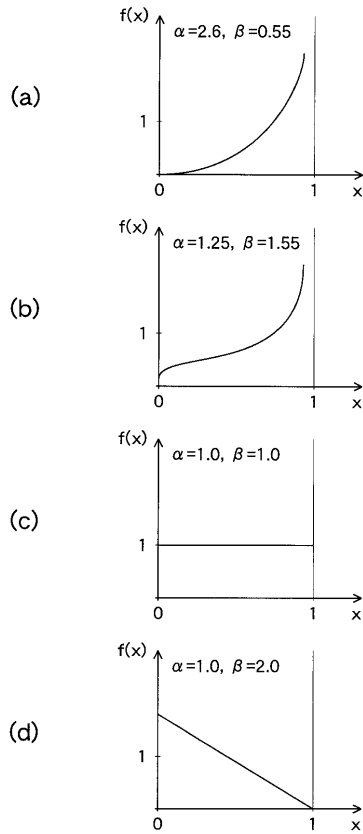 f(x)
α=2.6, β=0.55
(a)
1
0
1
x
f(x)
α=1.25, β=1.55
(b)
1
0
1
x
f(x)
α=1.0, β=1.0
(c)
1
0
1
x
f(x)
α=1.0, β=2.0
(d)
1
0
1
x